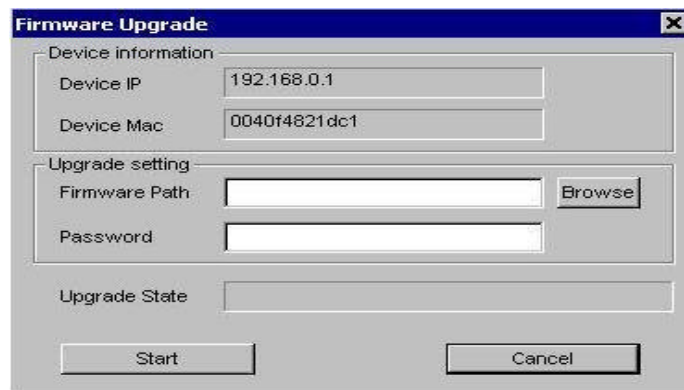 Firmware Upgrade
Device information
Device IP 192.168.0.1
Device Mac 0040f4821dc1
Upgrade setting
Firmware Path Browse
Password
Upgrade State
Start Cancel